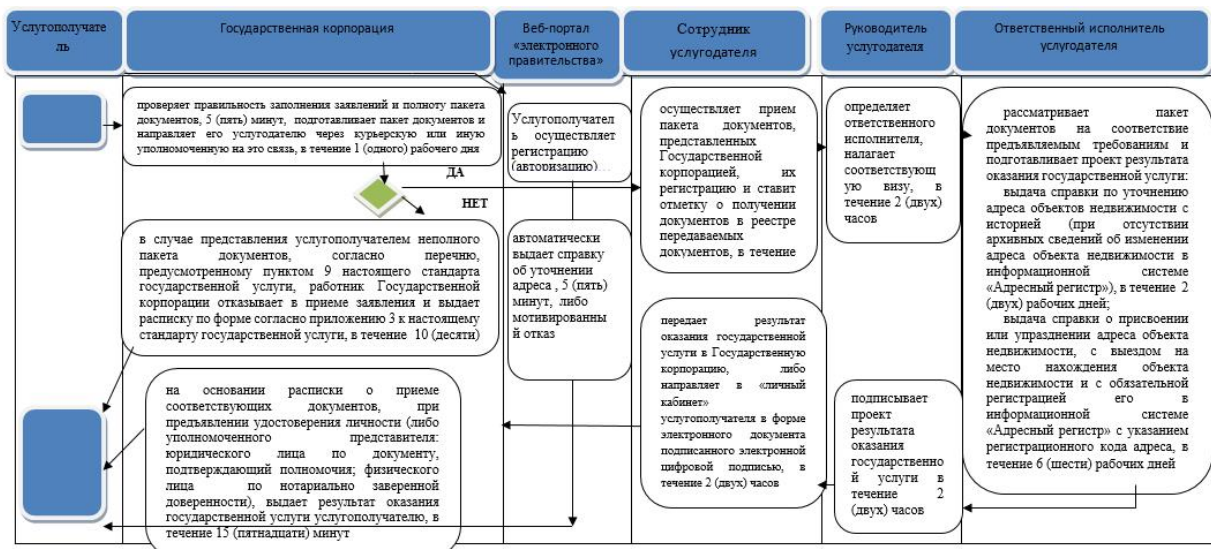 Услугополучате
ль
Государственная корпорация
Веб-портал
«электронного
правительства»
Сотрудник
услугодателя
Руководитель
услугодателя
Ответственный исполнитель
услугодателя
проверяет правильность заполнения заявлений и полноту пакета
документов, 5 (пять) минут, подготавливает пакет документов и
направляет его услугодателю через курьерскую или иную
уполномоченную на это связь, в течение 1 (одного) рабочего дня
ДА
НЕТ
в случае представления услугополучателем неполного
пакета документов, согласно перечню,
предусмотренному пунктом 9 настоящего стандарта
государственной услуги, работник Государственной
корпорации отказывает в приеме заявления и выдает
расписку по форме согласно приложению 3 к настоящему
стандарту государственной услуги, в течение 10 (десяти)
на основании расписки о приеме
соответствующих документов, при
предъявлении удостоверения личности (либо
уполномоченного представителя:
юридического лица по документу,
подтверждающий полномочия; физического
лица по нотариально заверенной
доверенности), выдает результат оказания
государственной услуги услугополучателю, в
течение 15 (пятнадцати) минут
Услугополучател
ь осуществляет
регистрацию
(авторизацию)…
автоматически
выдает справку
об уточнении
адреса , 5 (пять)
минут, либо
мотивированны
й отказ
осуществляет прием
пакета документов,
представленных
Государственной
корпорацией, их
регистрацию и ставит
отметку о получении
документов в реестре
передаваемых
документов, в течение
передает результат
оказания государственной
услуги в Государственную
корпорацию, либо
направляет в «личный
кабинет»
услугополучателя в форме
электронного документа
подписанного электронной
цифровой подписью, в
течение 2 (двух) часов
определяет
ответственного
исполнителя,
налагает
соответствующ
ую визу, в
течение 2 (двух)
часов
подписывает
проект
результата
оказания
государственно
й услуги в
течение 2
(двух) часов
рассматривает пакет
документов на соответствие
предъявляемым требованиям и
подготавливает проект результата
оказания государственной услуги:
выдача справки по уточнению
адреса объектов недвижимости с
историей (при отсутствии
архивных сведений об изменении
адреса объекта недвижимости в
информационной системе
«Адресный регистр»), в течение 2
(двух) рабочих дней;
выдача справки о присвоении
или упразднении адреса объекта
недвижимости, с выездом на
место нахождения объекта
недвижимости и с обязательной
регистрацией его в
информационной системе
«Адресный регистр» с указанием
регистрационного кода адреса, в
течение 6 (шести) рабочих дней